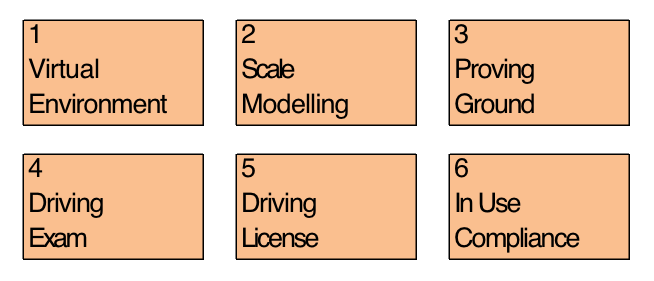 1
Virtual
Environment
2
Scale
Modelling
3
Proving
Ground
4
Driving
Exam
5
Driving
License
6
In Use
Compliance